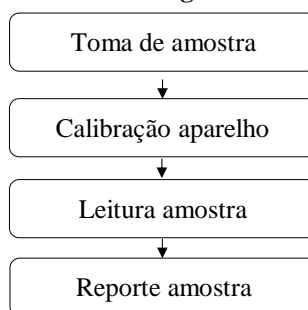 Toma de amostra
Calibração aparelho
Leitura amostra
Reporte amostra